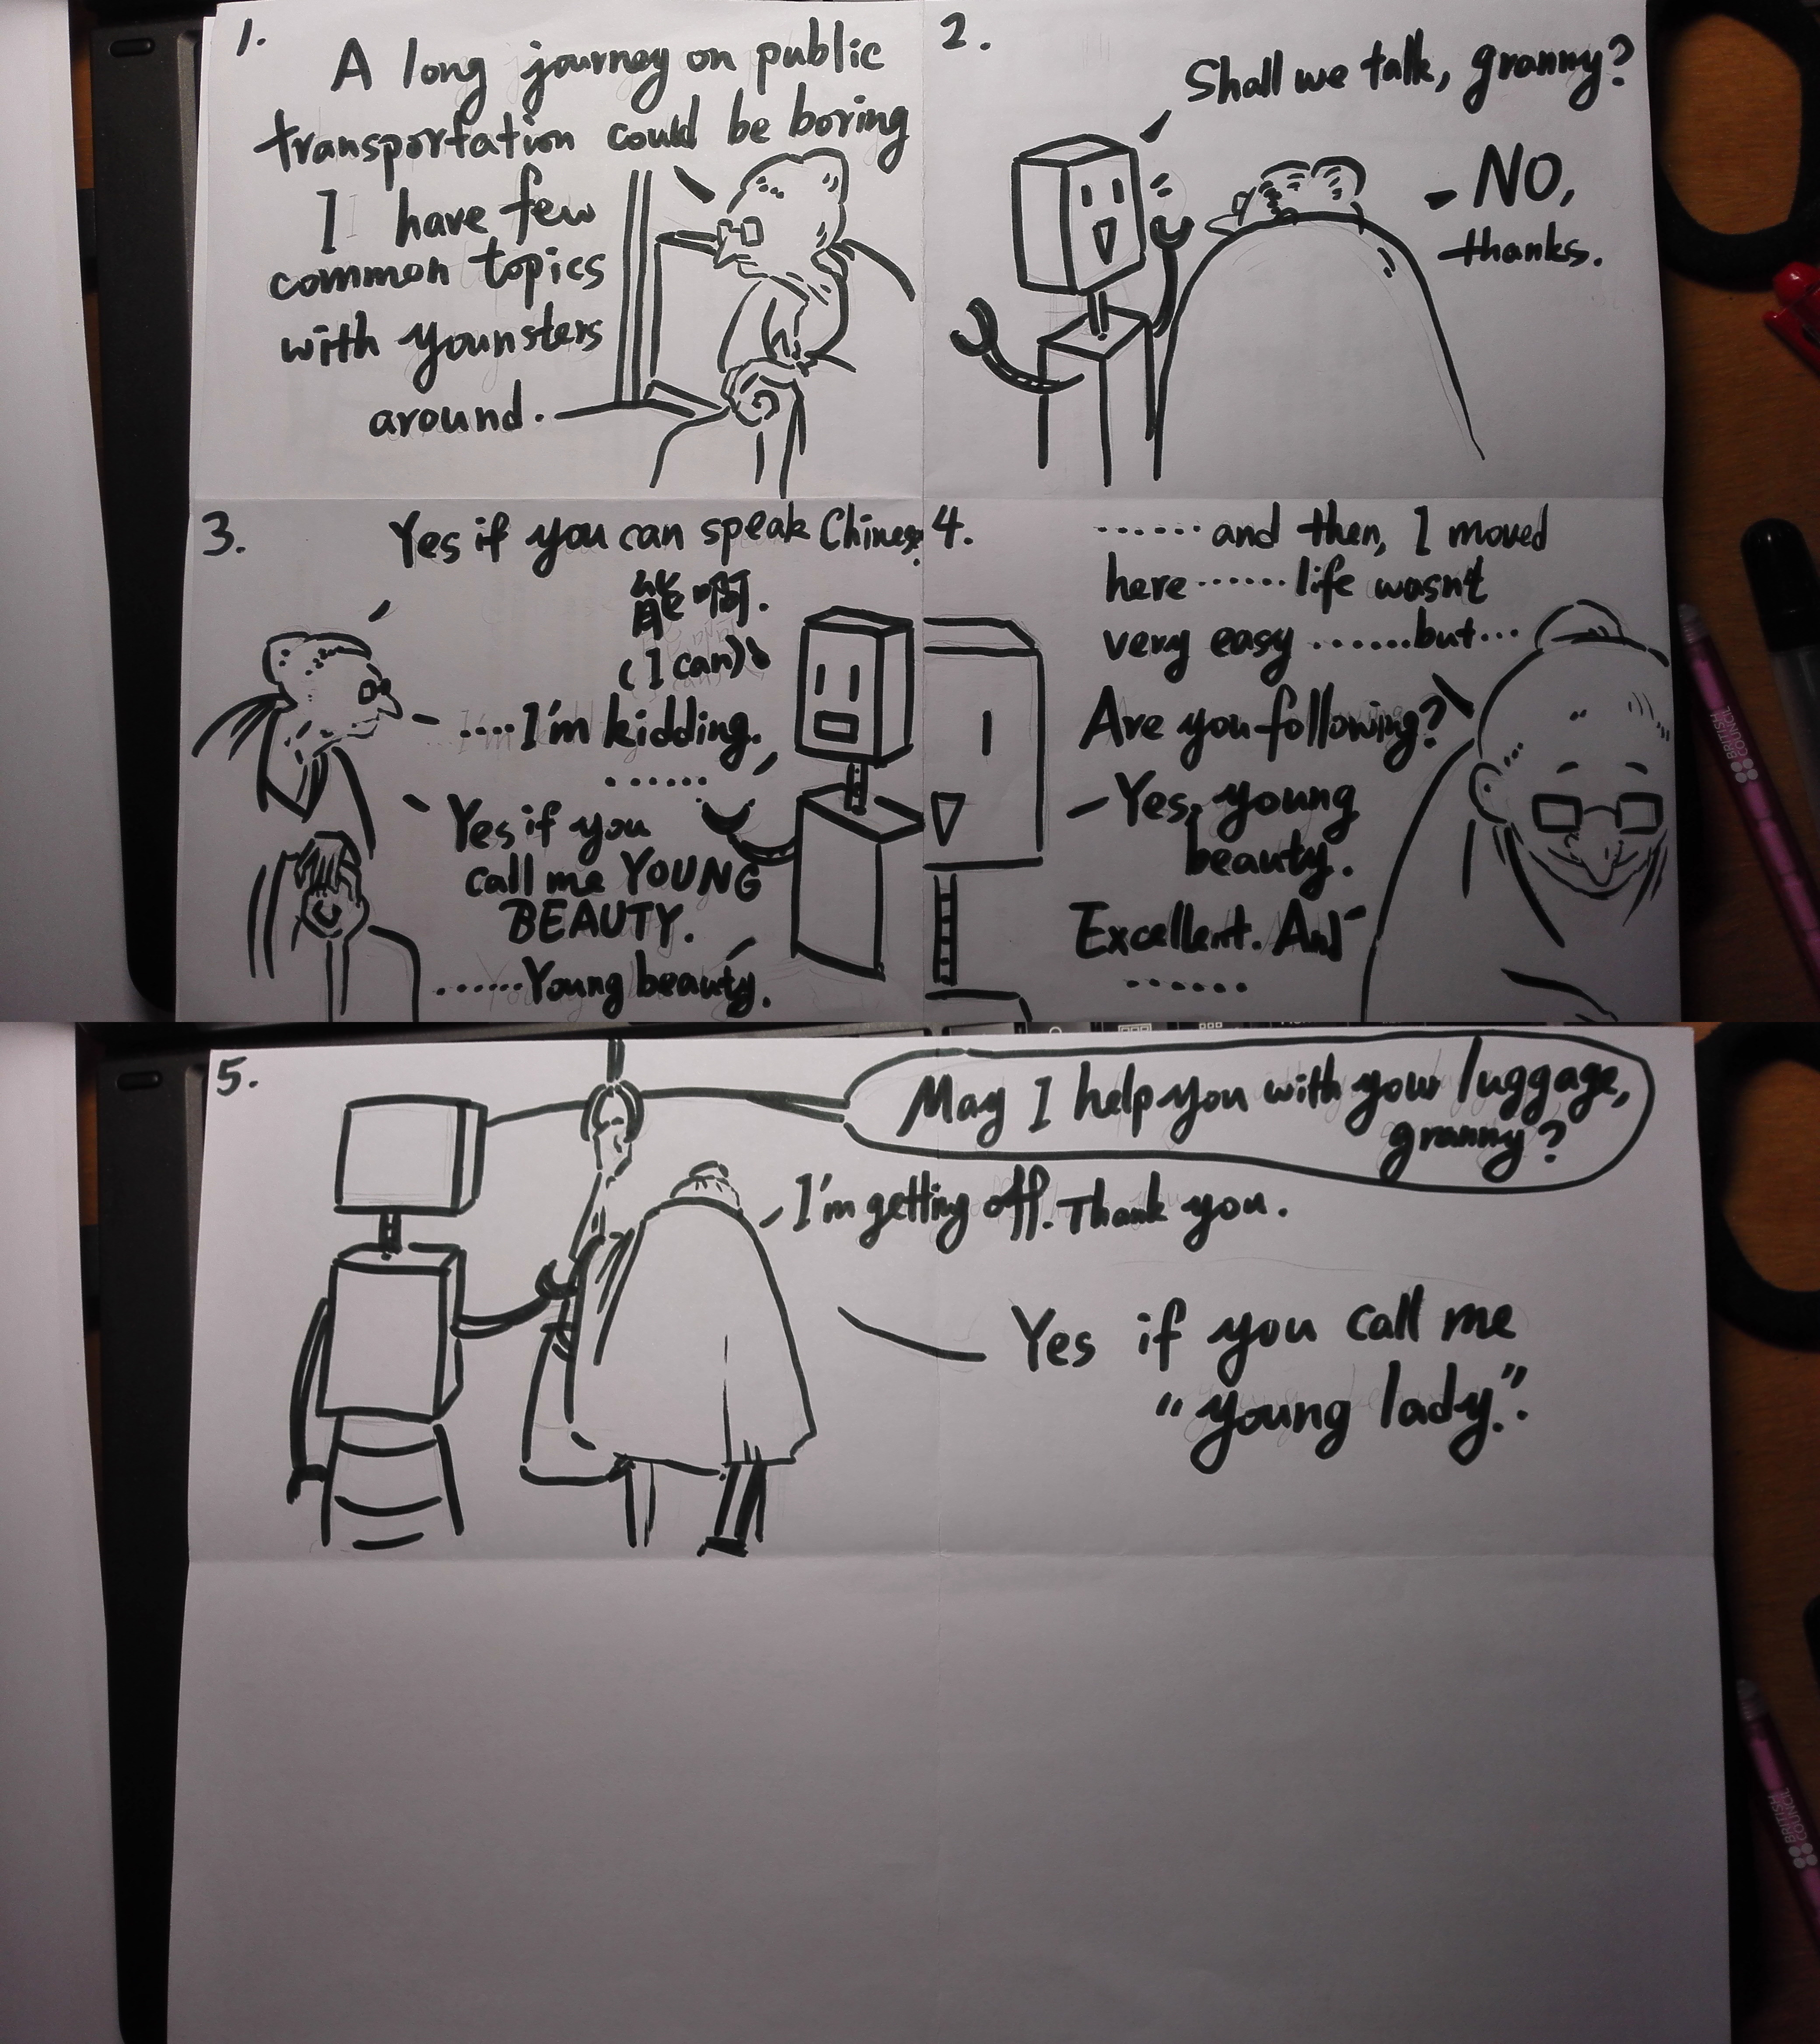 1.
A long journey on public
transportation could be boring
I have few
common topics
with younsters
around.
2.
Shall we talk, granny?
NO,
thanks.
3.
Yes if you can speak Chinese.
能啊.
(I can)
....I'm kidding.
......
Yes if you
call me YOUNG
BEAUTY.
......Young beauty.
4.
......and then, I moved
here ......life wasn't
very easy .......but...
Are you following?
Yes, young
beauty.
Excellent. And
......
BRITISH
COUNCIL
5.
May I help you with your luggage,
granny?
I'm getting off. Thank you.
Yes if you call me
"young lady".
BRITISH
COUNCIL